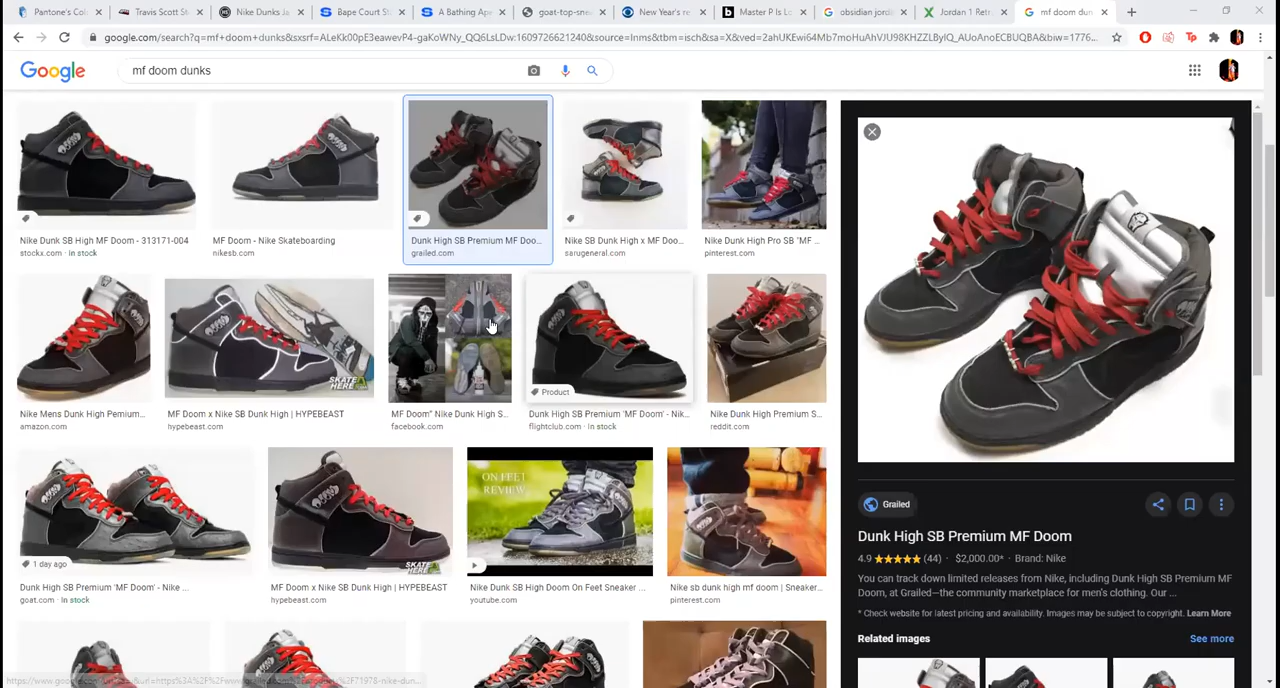 Pantone's Col
Travis Scott St
Nike Dunks Ja
Bape Court St
A Bathing Ape
goat-top-snea
New Year's re
Master P Is Lo
obsidian jordi
Jordan 1 Retr
mf doom dun
google.com/search?q=mf+doom+dunks&sxsrf=ALeKk00pE3eawevP4-gaKoWNy_QQ6LsLDw:1609726621240&source=lnms&tbm=isch&sa=X&ved=2ahUKEwi64Mb7moHuAhVJU98KHZZLByIQ_AUoAnoECBUQBA&biw=1776...
Google
mf doom dunks
Nike Dunk SB High MF Doom - 313171-004
stockx.com · In stock
MF Doom - Nike Skateboarding
nikesb.com
Dunk High SB Premium MF Doo...
grailed.com
Nike SB Dunk High x MF Doo...
sarugeneral.com
Nike Dunk High Pro SB "MF ...
pinterest.com
Nike Mens Dunk High Pemium...
amazon.com
SKATE
HERE
MF Doom x Nike SB Dunk High | HYPEBEAST
hypebeast.com
MF Doom" Nike Dunk High S...
facebook.com
Product
Dunk High SB Premium 'MF Doom' - Nik...
flightclub.com · In stock
Nike Dunk High Premium S...
reddit.com
1 day ago
Dunk High SB Premium 'MF Doom' - Nike ...
goat.com · In stock
SKATE
HERE
MF Doom x Nike SB Dunk High | HYPEBEAST
hypebeast.com
ON FEET
REVIEW
Nike Dunk SB High Doom On Feet Sneaker ...
youtube.com
Nike sb dunk high mf doom | Sneaker...
pinterest.com
Grailed
Dunk High SB Premium MF Doom
4.9 ★★★★★ (44) · $2,000.00* · Brand: Nike
You can track down limited releases from Nike, including Dunk High SB Premium MF
Doom, at Grailed—the community marketplace for men's clothing. Our ...
* Check website for latest pricing and availability. Images may be subject to copyright. Learn More
Related images
See more